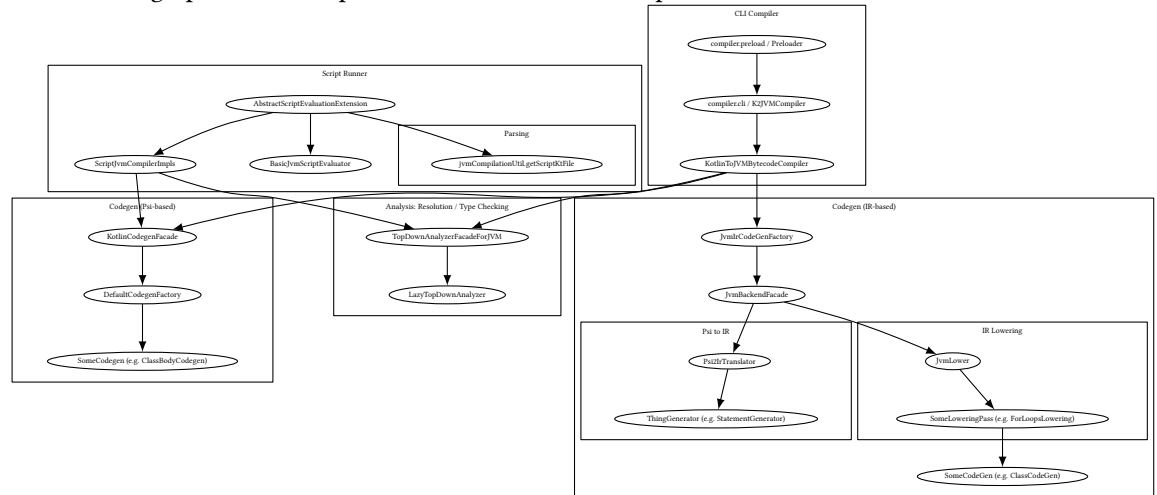 CLI Compiler
compiler.preload / Preloader
Script Runner
AbstractScriptEvaluationExtension
compiler.cli / K2JVMCompiler
Parsing
ScriptJvmCompilerImpls
BasicJvmScriptEvaluator
jvmCompilationUtil.getScriptKtFile
KotlinToJVMBytecodeCompiler
Codegen (Psi-based)
Analysis: Resolution / Type Checking
Codegen (IR-based)
KotlinCodegenFacade
TopDownAnalyzerFacadeForJVM
JvmIrCodeGenFactory
DefaultCodegenFactory
LazyTopDownAnalyzer
JvmBackendFacade
Psi to IR
IR Lowering
SomeCodegen (e.g. ClassBodyCodegen)
Psi2IrTranslator
JvmLower
ThingGenerator (e.g. StatementGenerator)
SomeLoweringPass (e.g. ForLoopsLowering)
SomeCodeGen (e.g. ClassCodeGen)